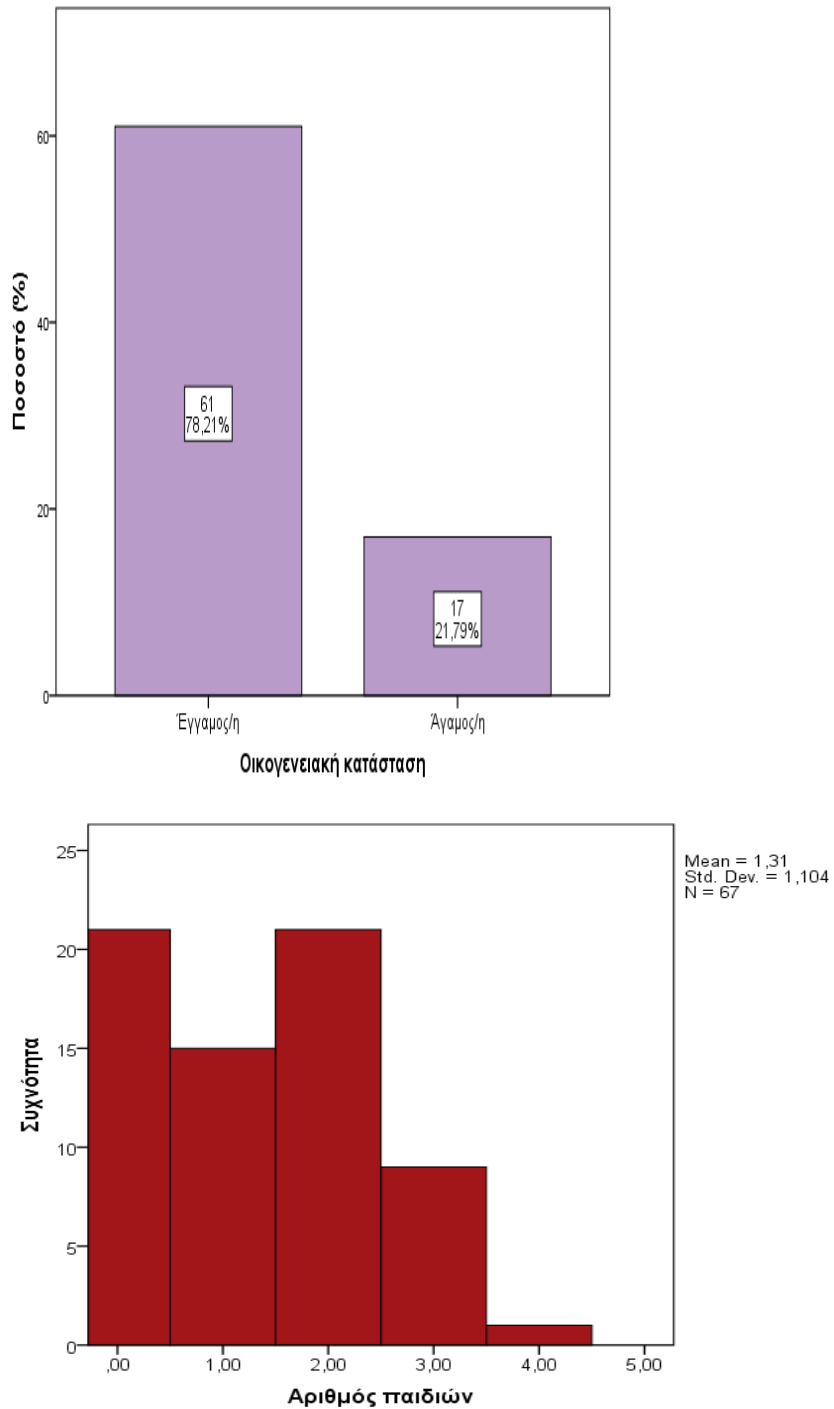 Ποσοστό (%)
60
40
20
0
61
78,21%
17
21,79%
Έγγαμος/η
Άγαμος/η
Οικογενειακή κατάσταση
Συχνότητα
25
20
15
10
5
0
Mean = 1,31
Std. Dev. = 1,104
N = 67
,00
1,00
2,00
3,00
4,00
5,00
Αριθμός παιδιών